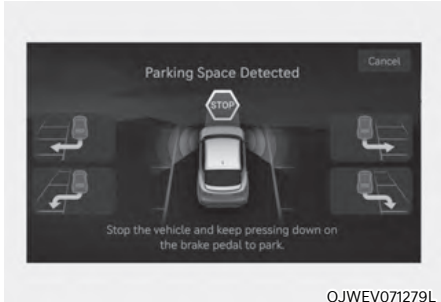 Cancel
Parking Space Detected
STOP
Stop the vehicle and keep pressing down on
the brake pedal to park.
OJWEV071279L